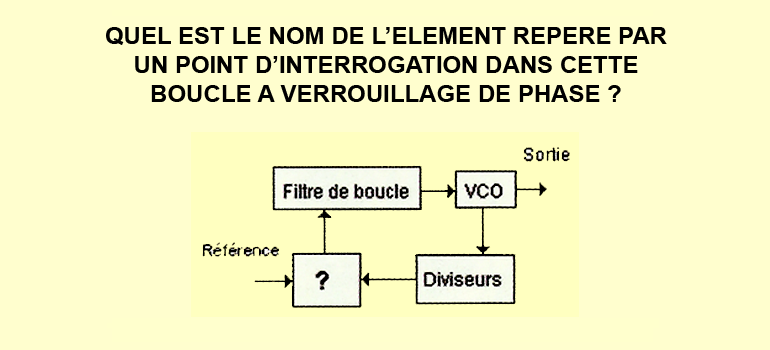 QUEL EST LE NOM DE L’ELEMENT REPERE PAR
UN POINT D’INTERROGATION DANS CETTE
BOUCLE A VERROUILLAGE DE PHASE ?
Sortie
Filtre de boucle
VCO
Référence
?
Diviseurs